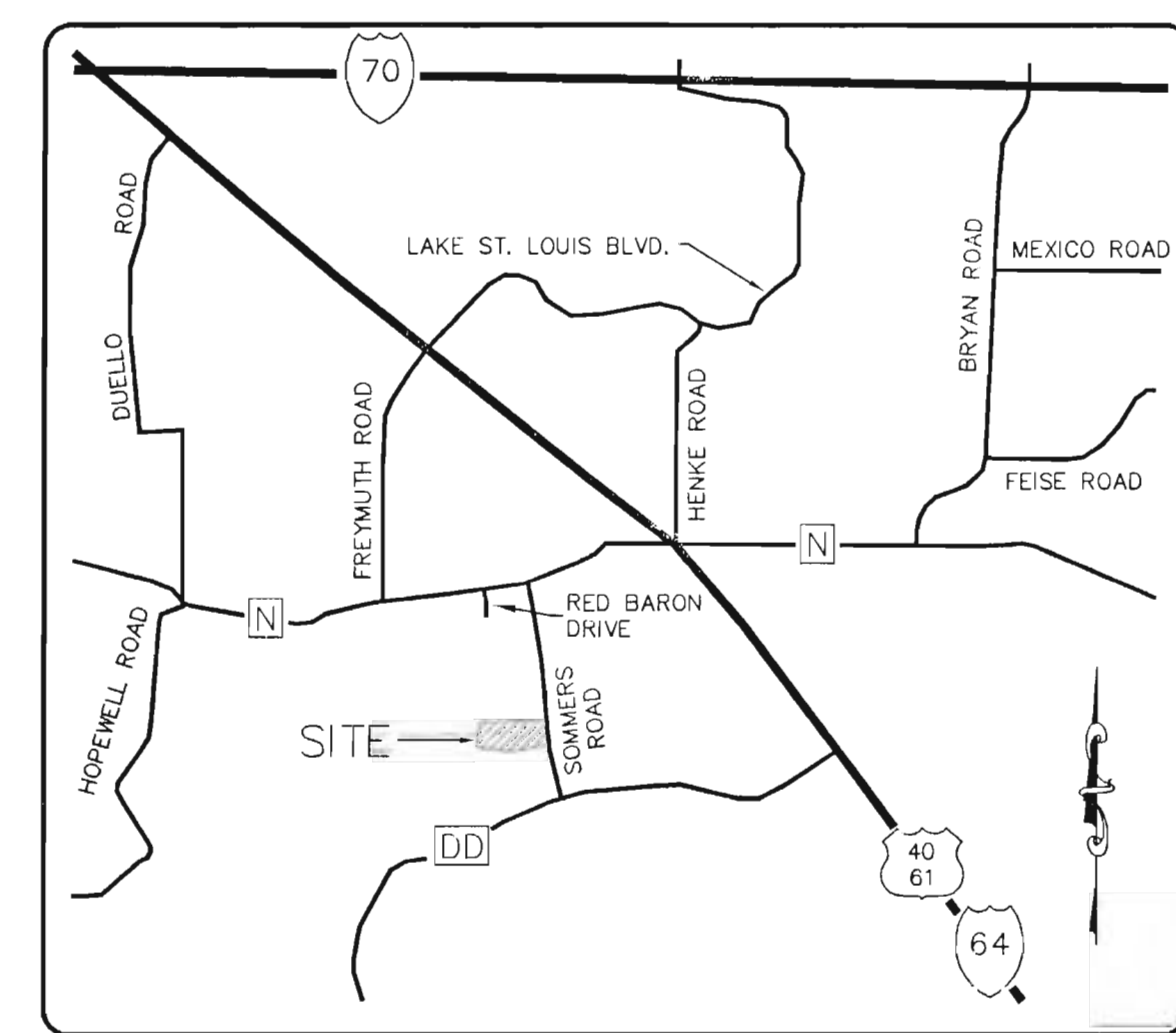 70
ROAD
DUELLO
LAKE ST. LOUIS BLVD.
BRYAN ROAD
MEXICO ROAD
FREYMUTH ROAD
HENKE ROAD
FEISE ROAD
N
N
RED BARON
DRIVE
HOPEWELL ROAD
SOMMERS
ROAD
SITE
DD
40
61
64